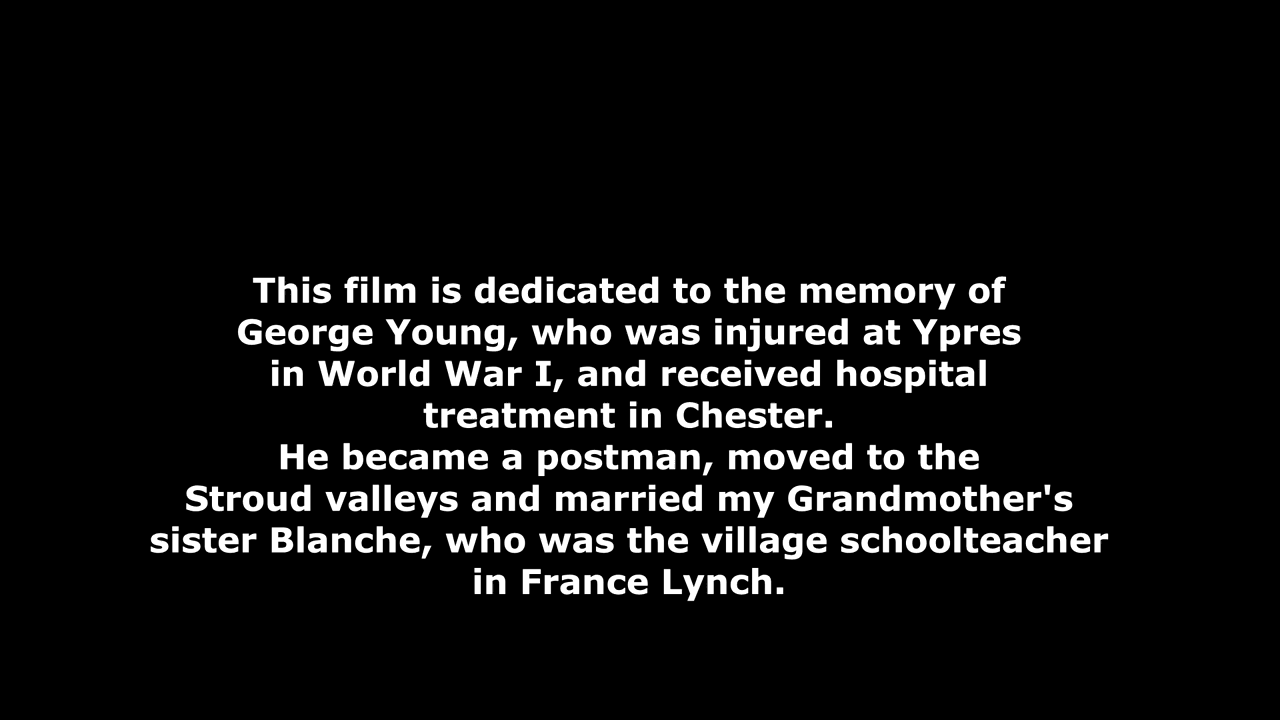 This film is dedicated to the memory of
George Young, who was injured at Ypres
in World War I, and received hospital
treatment in Chester.
He became a postman, moved to the
Stroud valleys and married my Grandmother's
sister Blanche, who was the village schoolteacher
in France Lynch.